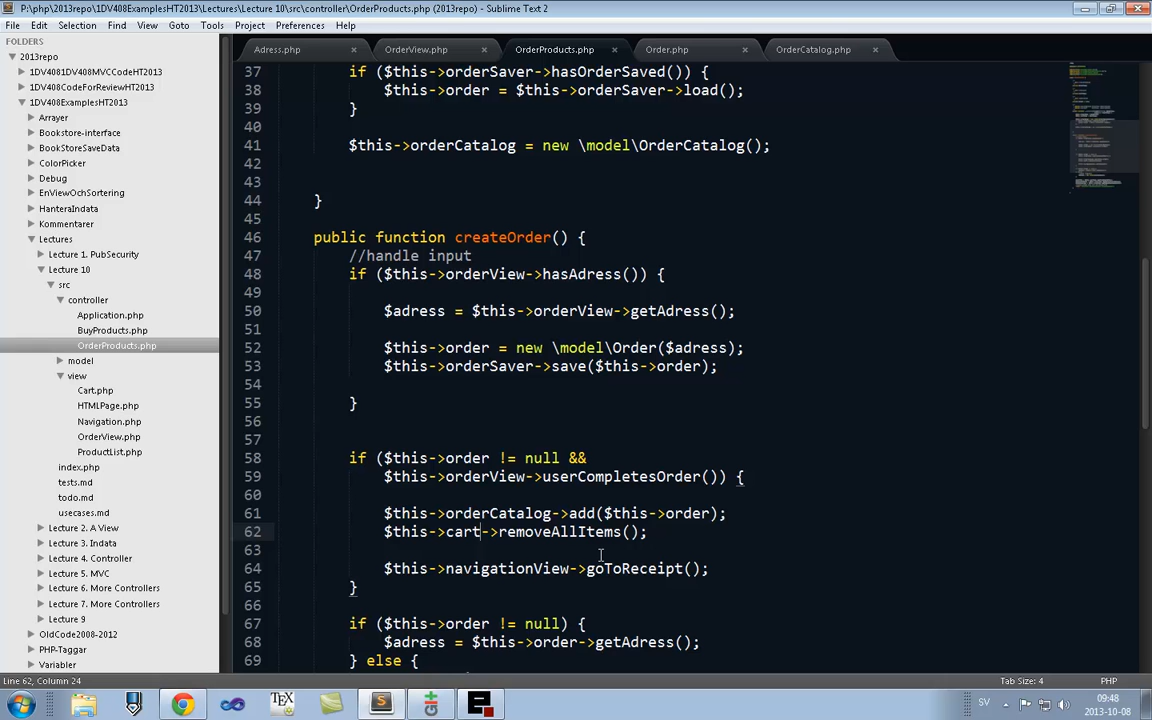 P:\php\2013repo\1DV408ExamplesHT2013\Lectures\Lecture 10\src\controller\OrderProducts.php (2013repo) - Sublime Text 2
File Edit Selection Find View Goto Tools Project Preferences Help
FOLDERS
2013repo
1DV4081DV408MVCCodeHT2013
1DV408CodeForReviewHT2013
1DV408ExamplesHT2013
Arrayer
Bookstore-interface
BookStoreSaveData
ColorPicker
Debug
EnViewOchSortering
HanteraIndata
Kommentarer
Lectures
Lecture 1. PubSecurity
Lecture 10
src
controller
Application.php
BuyProducts.php
OrderProducts.php
model
view
Cart.php
HTMLPage.php
Navigation.php
OrderView.php
ProductList.php
index.php
tests.md
todo.md
usecases.md
Lecture 2. A View
Lecture 3. Indata
Lecture 4. Controller
Lecture 5. MVC
Lecture 6. More Controllers
Lecture 7. More Controllers
Lecture 9
OldCode2008-2012
PHP-Taggar
Variabler
Adress.php OrderView.php OrderProducts.php Order.php OrderCatalog.php
37 if ($this->orderSaver->hasOrderSaved()) {
38 $this->order = $this->orderSaver->load();
39 }
40
41 $this->orderCatalog = new \model\OrderCatalog();
42
43
44 }
45
46 public function createOrder() {
47 //handle input
48 if ($this->orderView->hasAdress()) {
49
50 $adress = $this->orderView->getAdress();
51
52 $this->order = new \model\Order($adress);
53 $this->orderSaver->save($this->order);
54
55 }
56
57
58 if ($this->order != null &&
59 $this->orderView->userCompletesOrder()) {
60
61 $this->orderCatalog->add($this->order);
62 $this->cart->removeAllItems();
63
64 $this->navigationView->goToReceipt();
65 }
66
67 if ($this->order != null) {
68 $adress = $this->order->getAdress();
69 } else {
Line 62, Column 24 Tab Size: 4 PHP
SV 09:48
2013-10-08